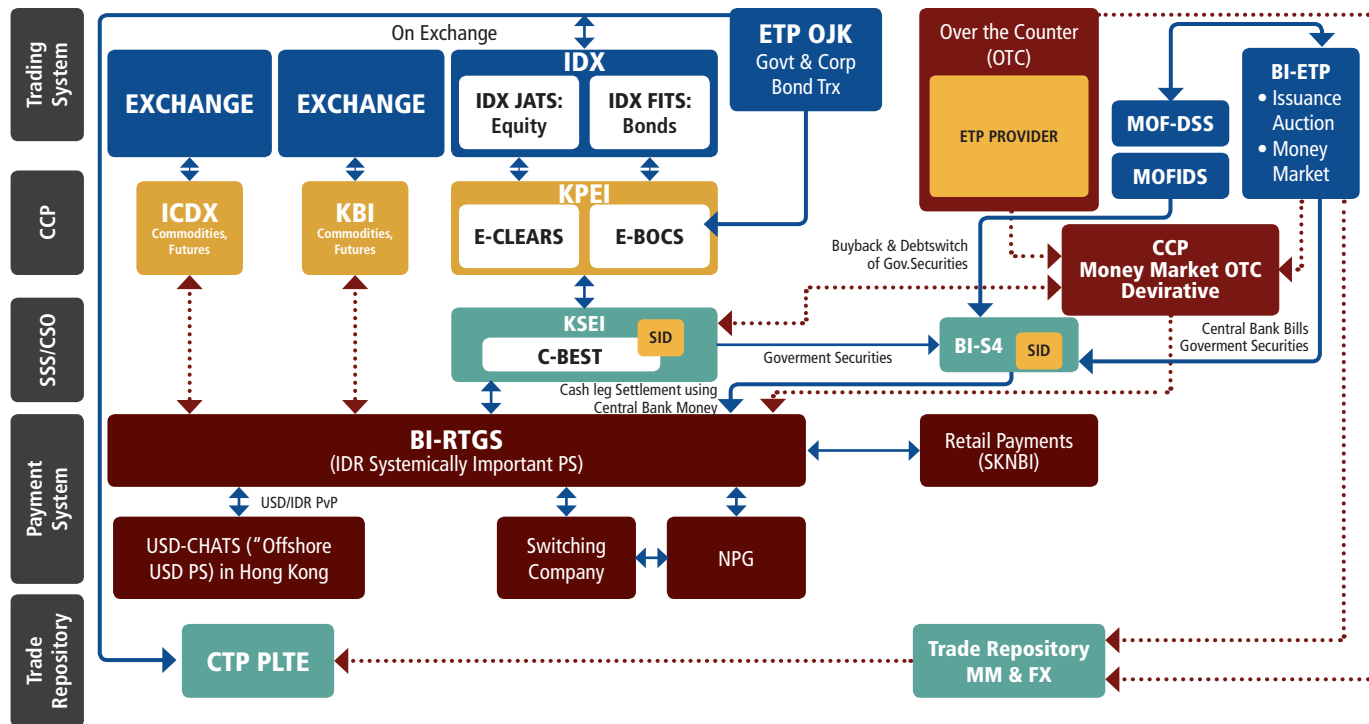 Trading
System
On Exchange
EXCHANGE
EXCHANGE
IDX
IDX JATS:
Equity
IDX FITS:
Bonds
ETP OJK
Govt & Corp
Bond Trx
Over the Counter
(OTC)
ETP PROVIDER
MOF-DSS
MOFIDS
BI-ETP
• Issuance
Auction
• Money
Market
CCP
ICDX
Commodities,
Futures
KBI
Commodities,
Futures
KPEI
E-CLEARS
E-BOCS
Buyback & Debtswitch
of Gov.Securities
CCP
Money Market OTC
Devirative
SSS/CSO
KSEI
SID
C-BEST
Goverment Securities
BI-S4
SID
Central Bank Bills
Goverment Securities
Cash leg Settlement using
Central Bank Money
Payment
System
BI-RTGS
(IDR Systemically Important PS)
Retail Payments
(SKNBI)
USD/IDR PvP
USD-CHATS (“Offshore
USD PS) in Hong Kong
Switching
Company
NPG
Trade
Repository
CTP PLTE
Trade Repository
MM & FX